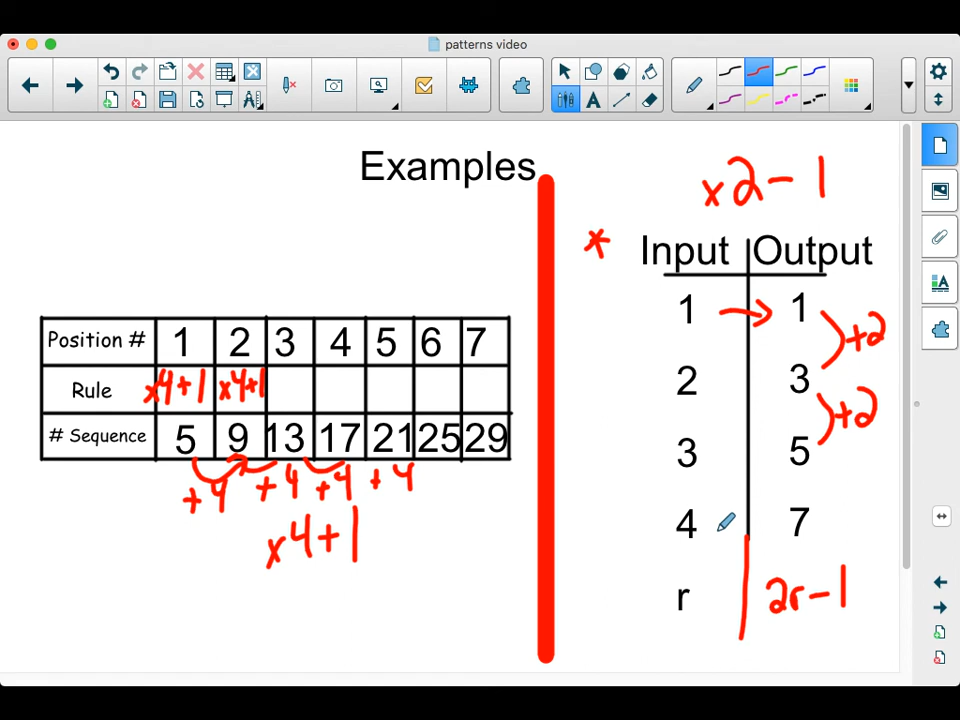 patterns video
Examples
Position # 1 2 3 4 5 6 7
Rule x4+1 x4+1
# Sequence 5 9 13 17 21 25 29
+4 +4 +4 +4
x4+1
x2-1
* Input Output
1 → 1
+2
2 3
+2
3 5
4 7
r 2r-1